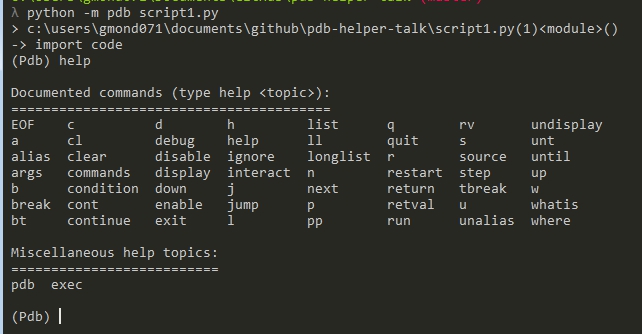 λ python -m pdb script1.py
> c:\users\gmond071\documents\github\pdb-helper-talk\script1.py(1)<module>()
-> import code
(Pdb) help

Documented commands (type help <topic>):
========================================
EOF    c          d        h         list      q        rv       undisplay
a      cl         debug    help      ll        quit     s        unt
alias  clear      disable  ignore    longlist  r        source   until
args   commands   display  interact  n         restart  step     up
b      condition  down     j         next      return   tbreak   w
break  cont       enable   jump      p         retval   u        whatis
bt     continue   exit     l         pp        run      unalias  where

Miscellaneous help topics:
==========================
pdb  exec

(Pdb)